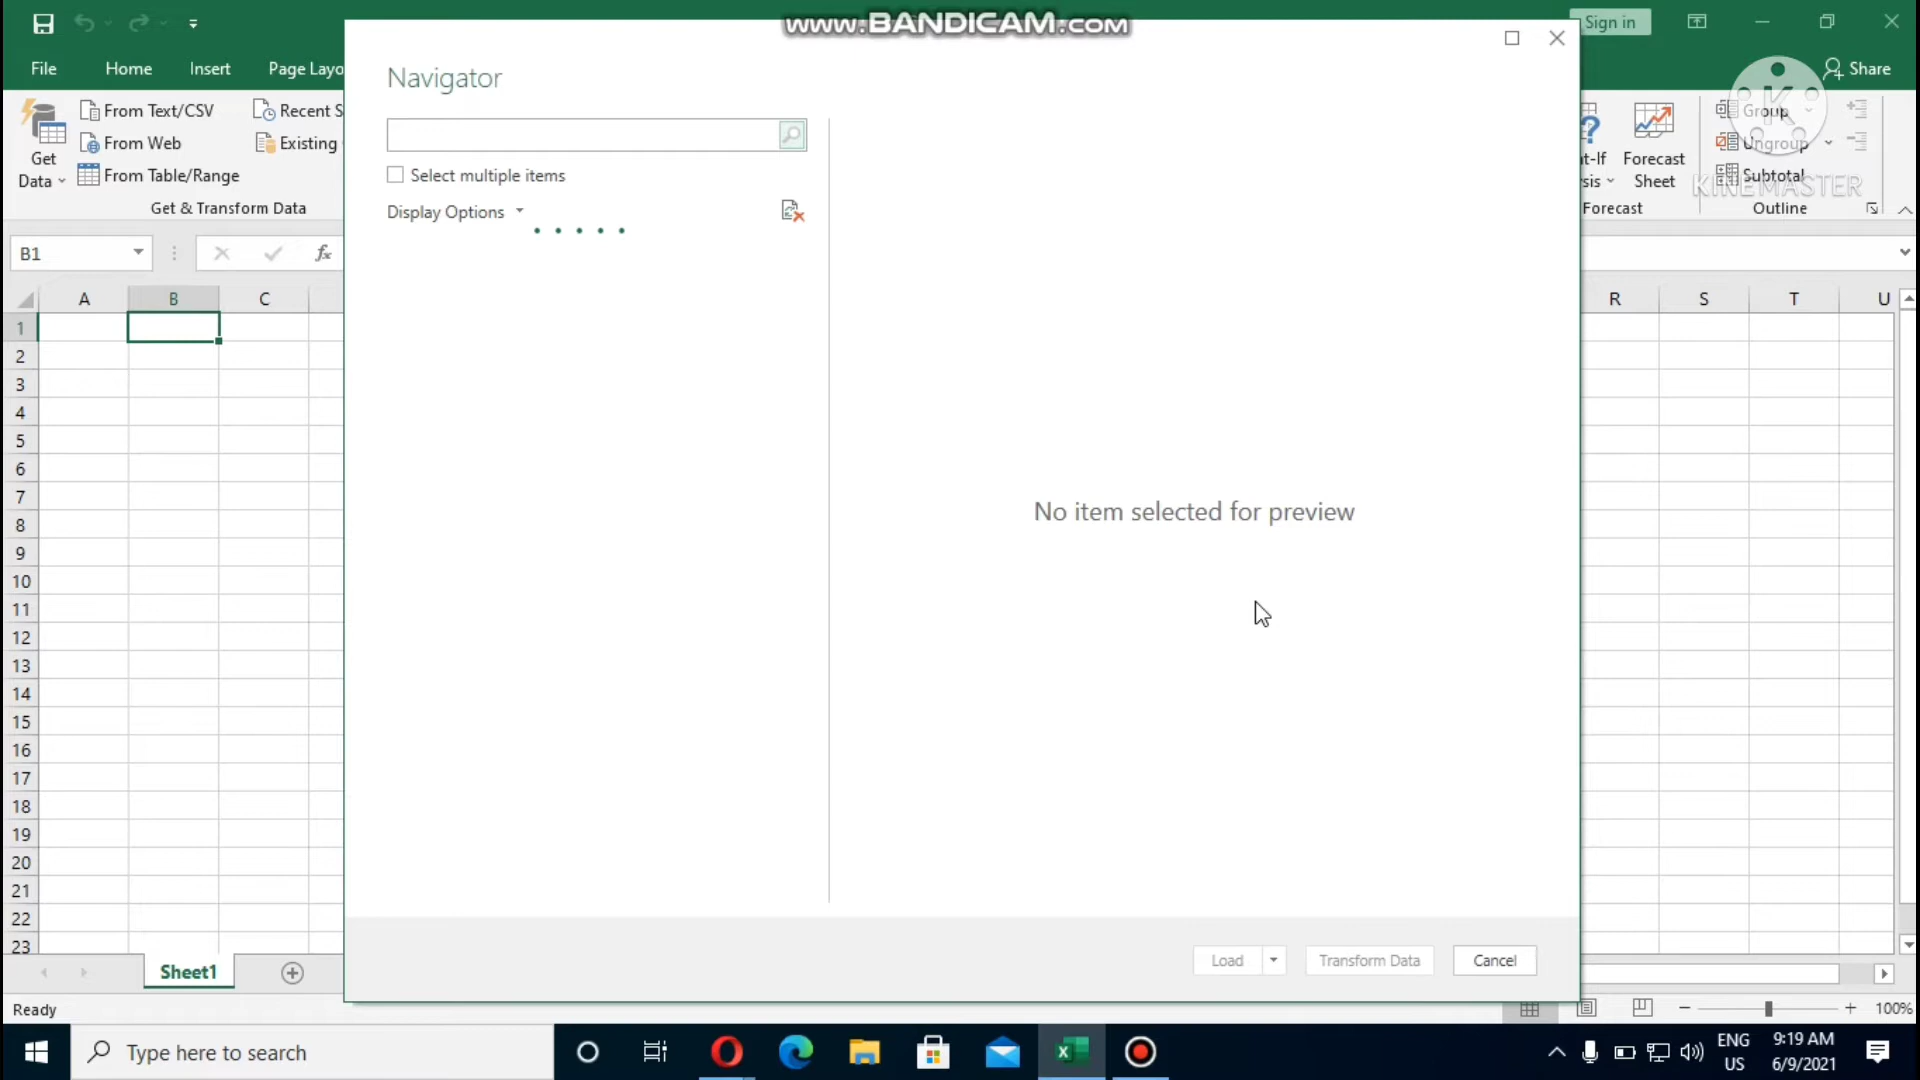 www.BANDICAM.com
Sign in
File
Home
Insert
Page Layo
Share
Get
Data
From Text/CSV
From Web
From Table/Range
Recent S
Existing
Get & Transform Data
Navigator
Select multiple items
Display Options
No item selected for preview
Load
Transform Data
Cancel
t-If
sis
Forecast
Sheet
Forecast
Group
Ungroup
Subtotal
Outline
K
KINEMASTER
B1
fx
A
B
C
R
S
T
U
1
2
3
4
5
6
7
8
9
10
11
12
13
14
15
16
17
18
19
20
21
22
23
Sheet1
Ready
100%
Type here to search
ENG
US
9:19 AM
6/9/2021